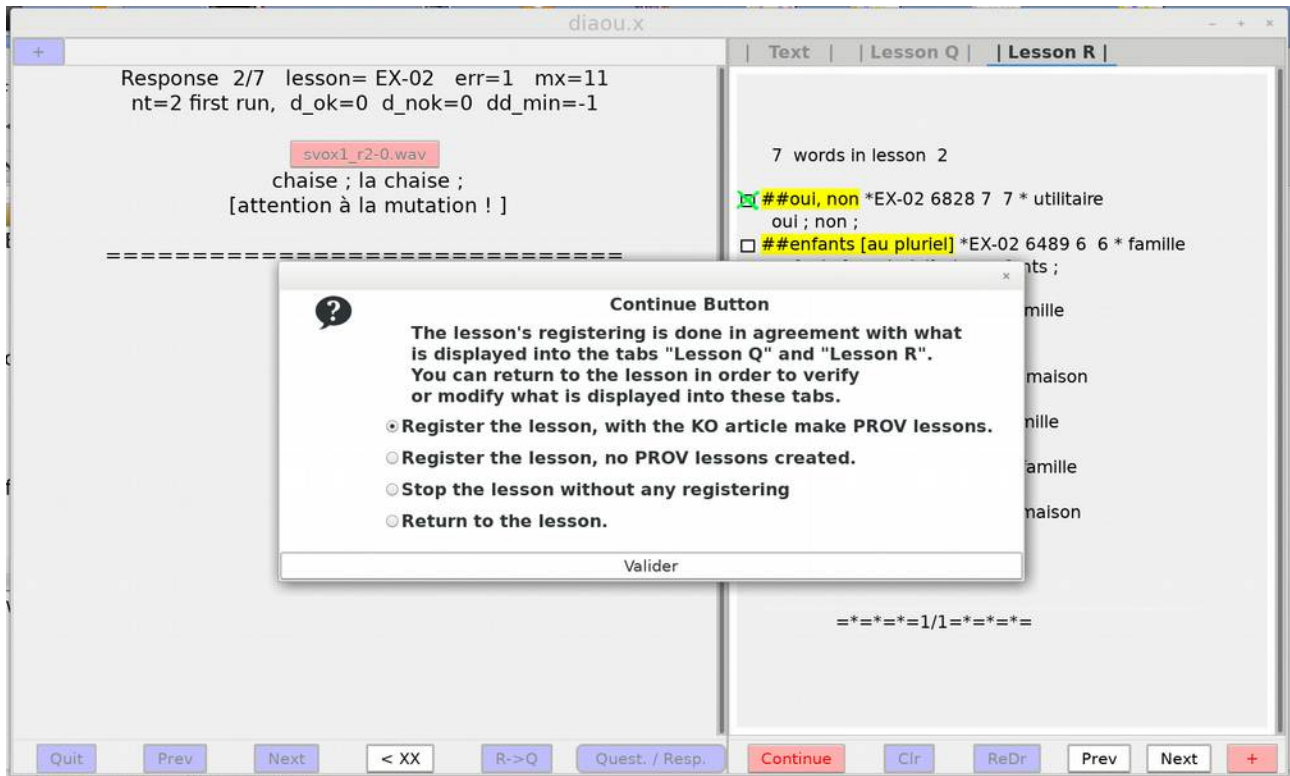 diaou.x
+
Response 2/7 lesson= EX-02 err=1 mx=11
nt=2 first run, d_ok=0 d_nok=0 dd_min=-1
svox1_r2-0.wav
chaise ; la chaise ;
[attention à la mutation ! ]
==============================
| Text | | Lesson Q | | Lesson R |
7 words in lesson 2
##oui, non *EX-02 6828 7 7 * utilitaire
oui ; non ;
##enfants [au pluriel] *EX-02 6489 6 6 * famille
maison
maison
Continue Button
The lesson's registering is done in agreement with what
is displayed into the tabs "Lesson Q" and "Lesson R".
You can return to the lesson in order to verify
or modify what is displayed into these tabs.
Register the lesson, with the KO article make PROV lessons.
Register the lesson, no PROV lessons created.
Stop the lesson without any registering
Return to the lesson.
Valider
=*=*=*=1/1=*=*=*=
Quit Prev Next < XX R->Q Quest. / Resp.
Continue Clr ReDr Prev Next +